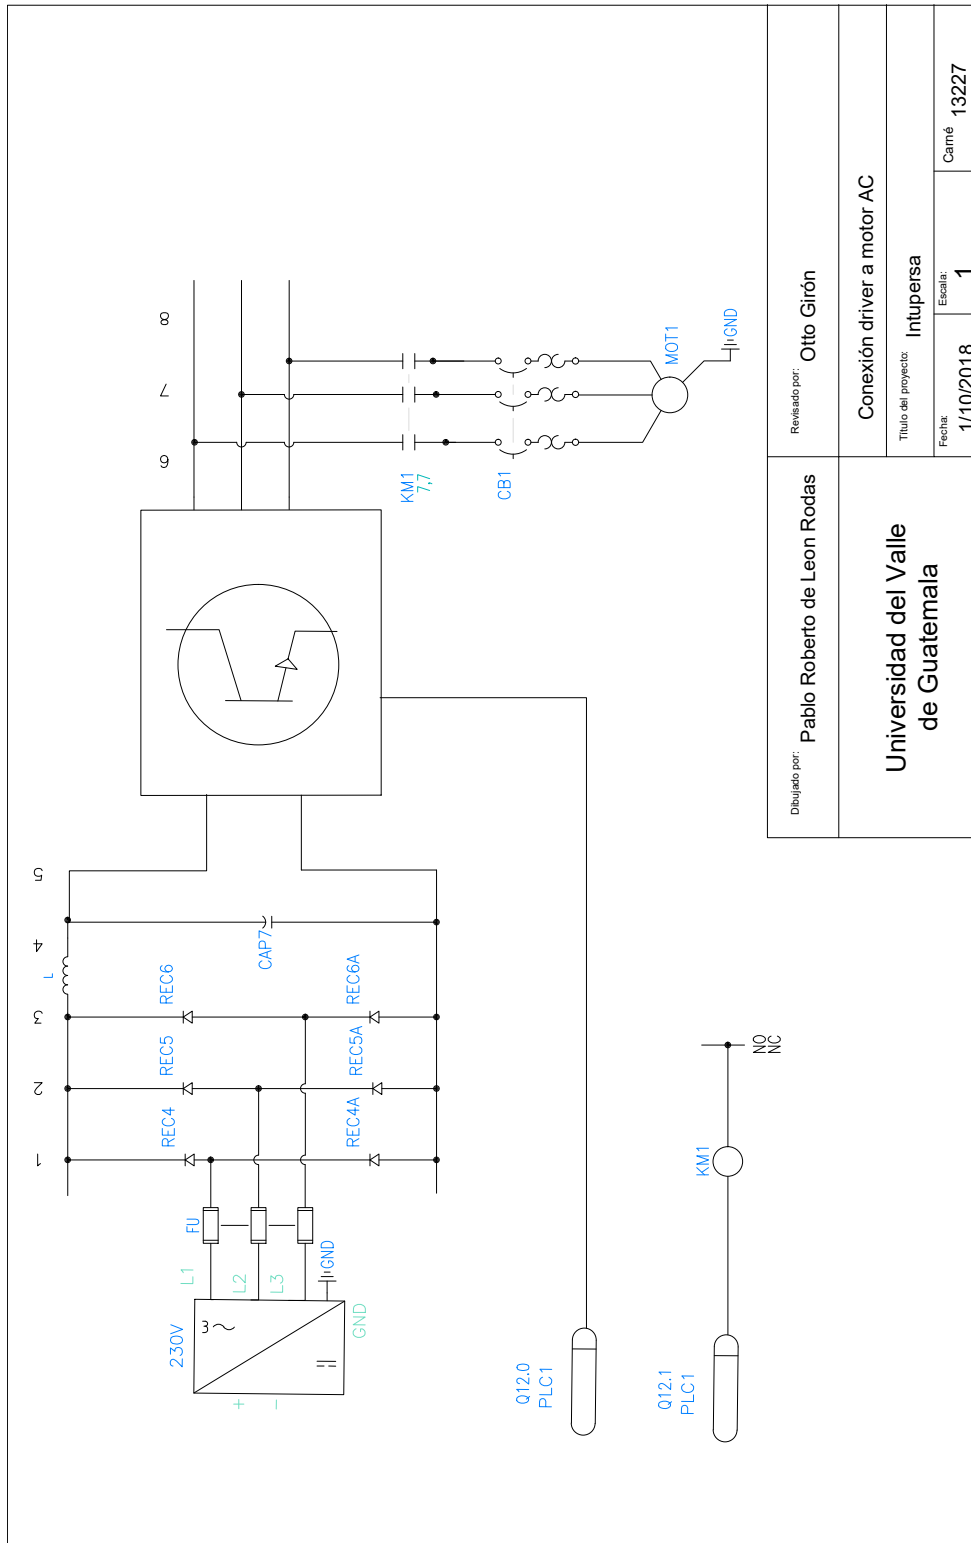 1
2
3
4
5
6
7
8
230V
3
+
-
L1
L2
L3
GND
GND
FU
REC4
REC5
REC6
REC4A
REC5A
REC6A
L
CAP7
KM1
7,7
CB1
MOT1
GND
Q12.0
PLC1
Q12.1
PLC1
KM1
NO
NC
Dibujado por: Pablo Roberto de Leon Rodas
Revisado por: Otto Girón
Universidad del Valle
de Guatemala
Conexión driver a motor AC
Título del proyecto: Intupersa
Fecha: 1/10/2018
Escala: 1
Carné 13227